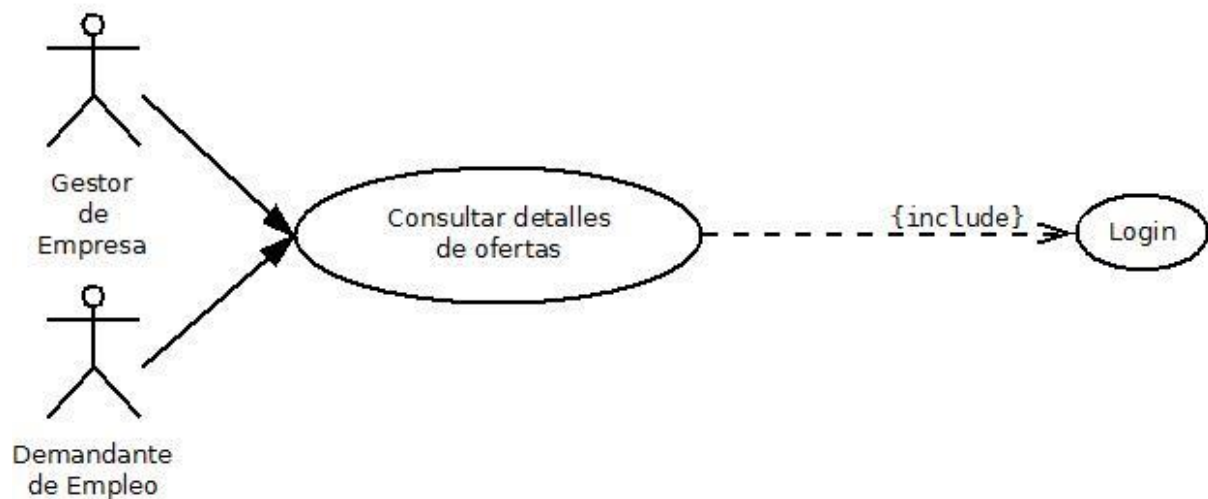 Gestor
de
Empresa
Consultar detalles
de ofertas
{include}
Login
Demandante
de Empleo